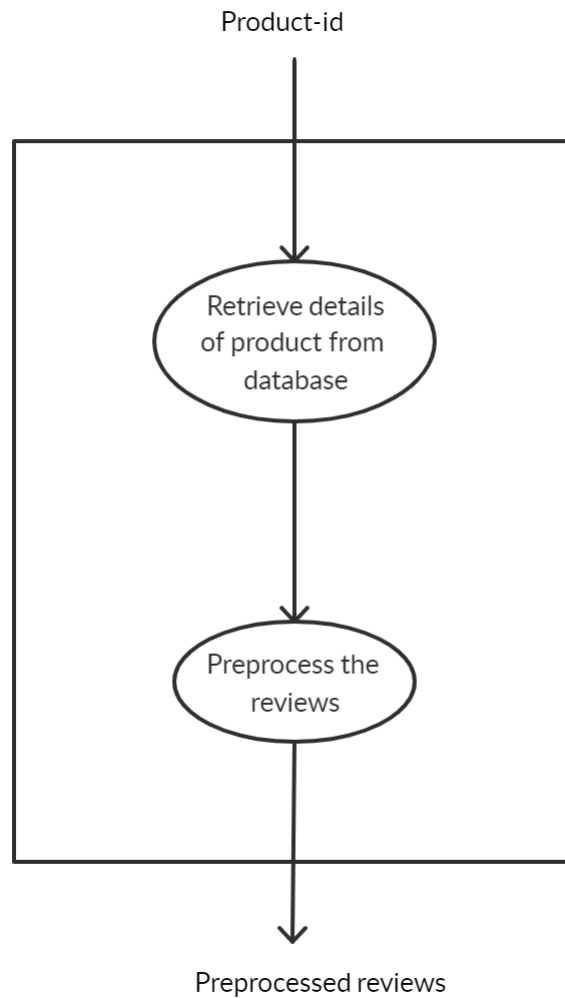 Product-id
Retrieve details
of product from
database
Preprocess the
reviews
Preprocessed reviews